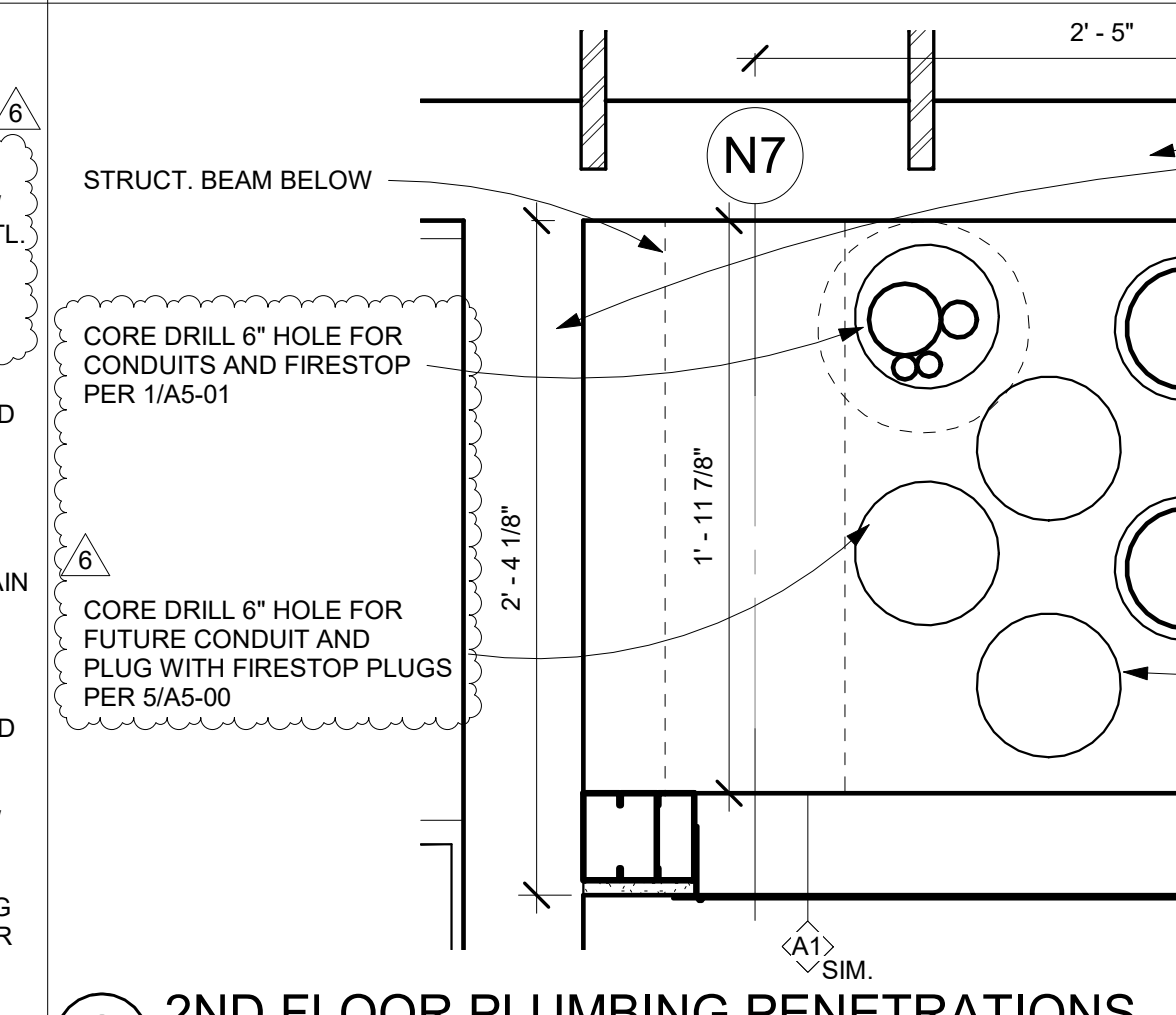 2' - 5"
6
N7
STRUCT. BEAM BELOW
TL.
CORE DRILL 6" HOLE FOR
CONDUITS AND FIRESTOP
PER 1/A5-01
D
2' - 4 1/8"
1' - 11 7/8"
6
AIN
CORE DRILL 6" HOLE FOR
FUTURE CONDUIT AND
PLUG WITH FIRESTOP PLUGS
PER 5/A5-00
D
G
R
A1
SIM.
2ND FLOOR PLUMBING PENETRATIONS